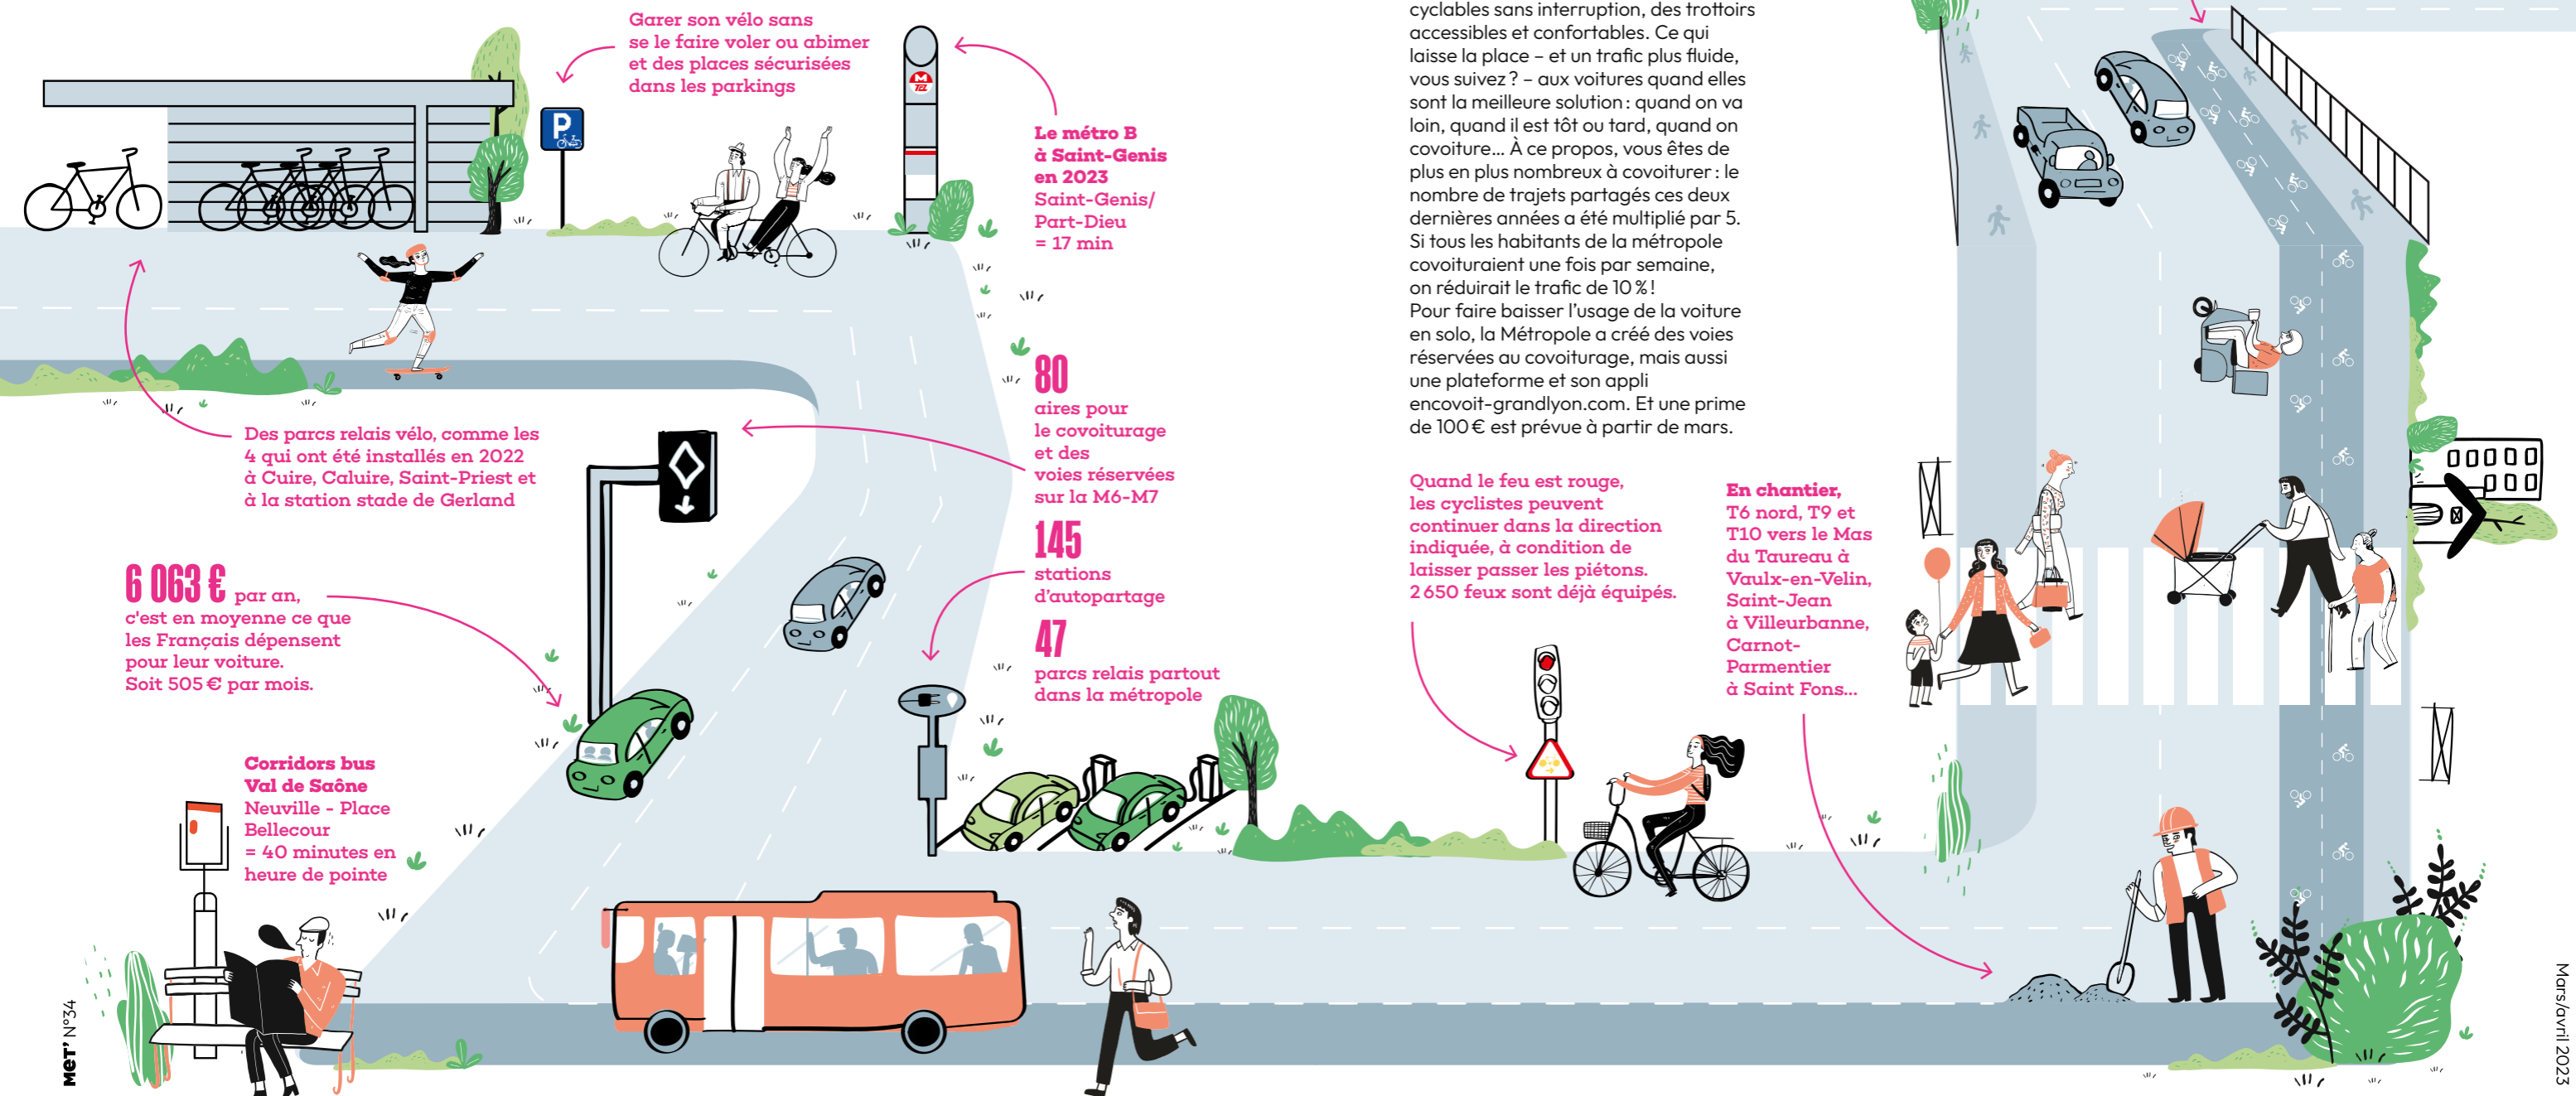 Garer son vélo sans
se le faire voler ou abimer
et des places sécurisées
dans les parkings
P
M
TCL
Le métro B
à Saint-Genis
en 2023
Saint-Genis/
Part-Dieu
= 17 min
Des parcs relais vélo, comme les
4 qui ont été installés en 2022
à Cuire, Caluire, Saint-Priest et
à la station stade de Gerland
80
aires pour
le covoiturage
et des
voies réservées
sur la M6-M7
145
stations
d'autopartage
47
parcs relais partout
dans la métropole
6 063 € par an,
c'est en moyenne ce que
les Français dépensent
pour leur voiture.
Soit 505 € par mois.
Corridors bus
Val de Saône
Neuville - Place
Bellecour
= 40 minutes en
heure de pointe
MET' N°34
cyclables sans interruption, des trottoirs
accessibles et confortables. Ce qui
laisse la place – et un trafic plus fluide,
vous suivez ? – aux voitures quand elles
sont la meilleure solution : quand on va
loin, quand il est tôt ou tard, quand on
covoiture… À ce propos, vous êtes de
plus en plus nombreux à covoiturer : le
nombre de trajets partagés ces deux
dernières années a été multiplié par 5.
Si tous les habitants de la métropole
covoituraient une fois par semaine,
on réduirait le trafic de 10 % !
Pour faire baisser l'usage de la voiture
en solo, la Métropole a créé des voies
réservées au covoiturage, mais aussi
une plateforme et son appli
encovoit-grandlyon.com. Et une prime
de 100 € est prévue à partir de mars.
Quand le feu est rouge,
les cyclistes peuvent
continuer dans la direction
indiquée, à condition de
laisser passer les piétons.
2 650 feux sont déjà équipés.
En chantier,
T6 nord, T9 et
T10 vers le Mas
du Taureau à
Vaulx-en-Velin,
Saint-Jean
à Villeurbanne,
Carnot-
Parmentier
à Saint Fons…
Mars/avril 2023